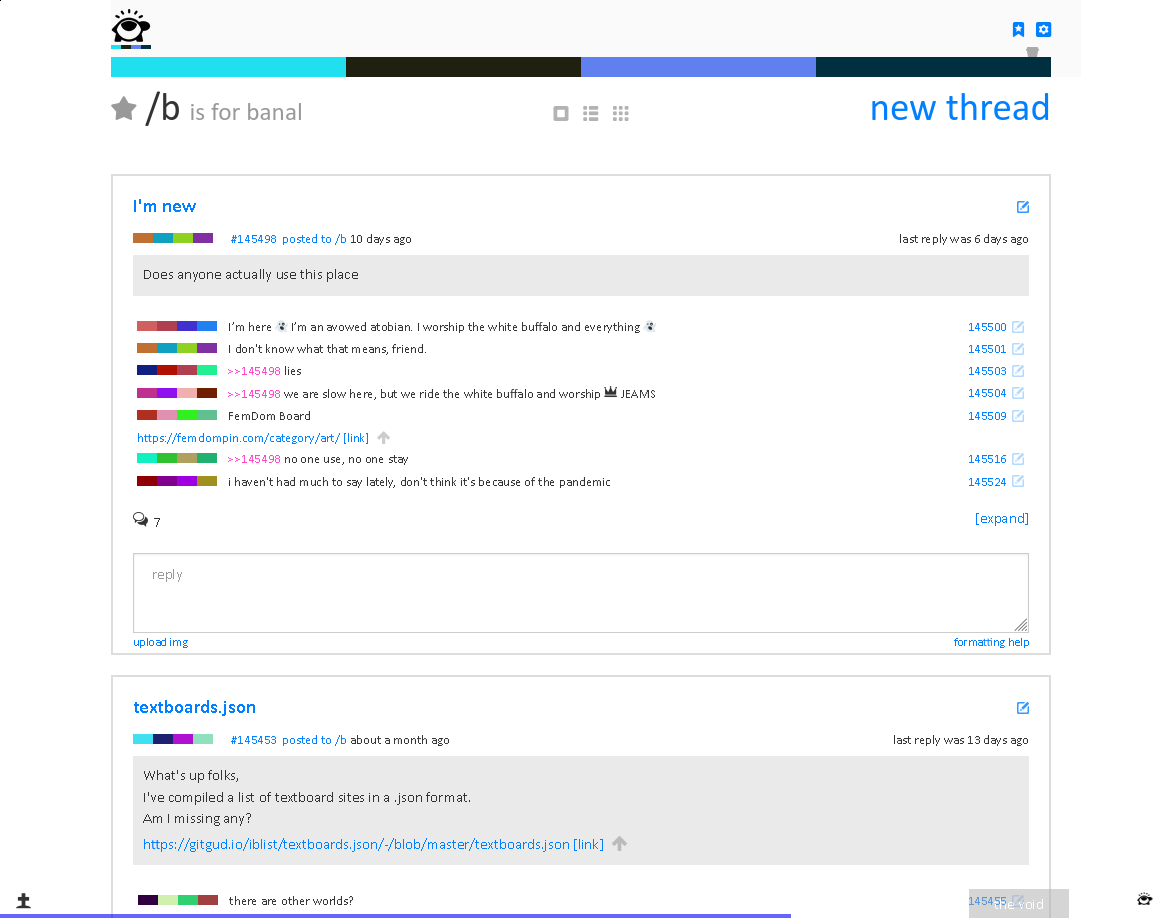 /b is for banal
new thread
I'm new
#145498 posted to /b 10 days ago
last reply was 6 days ago
Does anyone actually use this place
I'm here I'm an avowed atobian. I worship the white buffalo and everything
145500
I don't know what that means, friend.
145501
>>145498 lies
145503
>>145498 we are slow here, but we ride the white buffalo and worship JEAMS
145504
FemDom Board
145509
https://femdompin.com/category/art/ [link]
>>145498 no one use, no one stay
145516
i haven't had much to say lately, don't think it's because of the pandemic
145524
7
[expand]
reply
upload img
formatting help
textboards.json
#145453 posted to /b about a month ago
last reply was 13 days ago
What's up folks,
I've compiled a list of textboard sites in a .json format.
Am I missing any?
https://gitgud.io/iblist/textboards.json/-/blob/master/textboards.json [link]
there are other worlds?
145455
the void